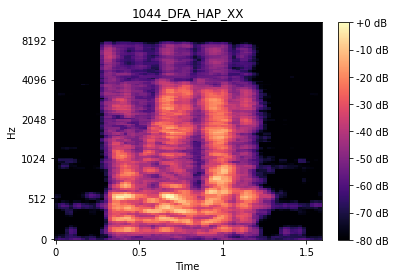 1044_DFA_HAP_XX
+0 dB
8192
-10 dB
4096
-20 dB
-30 dB
2048
Hz
-40 dB
1024
-50 dB
512
-60 dB
-70 dB
0
-80 dB
0 0.5 1 1.5
Time